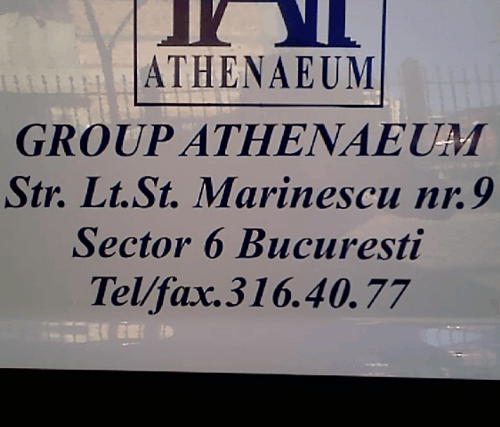 ATHENAEUM
GROUP ATHENAEUM
Str. Lt.St. Marinescu nr.9
Sector 6 Bucuresti
Tel/fax.316.40.77